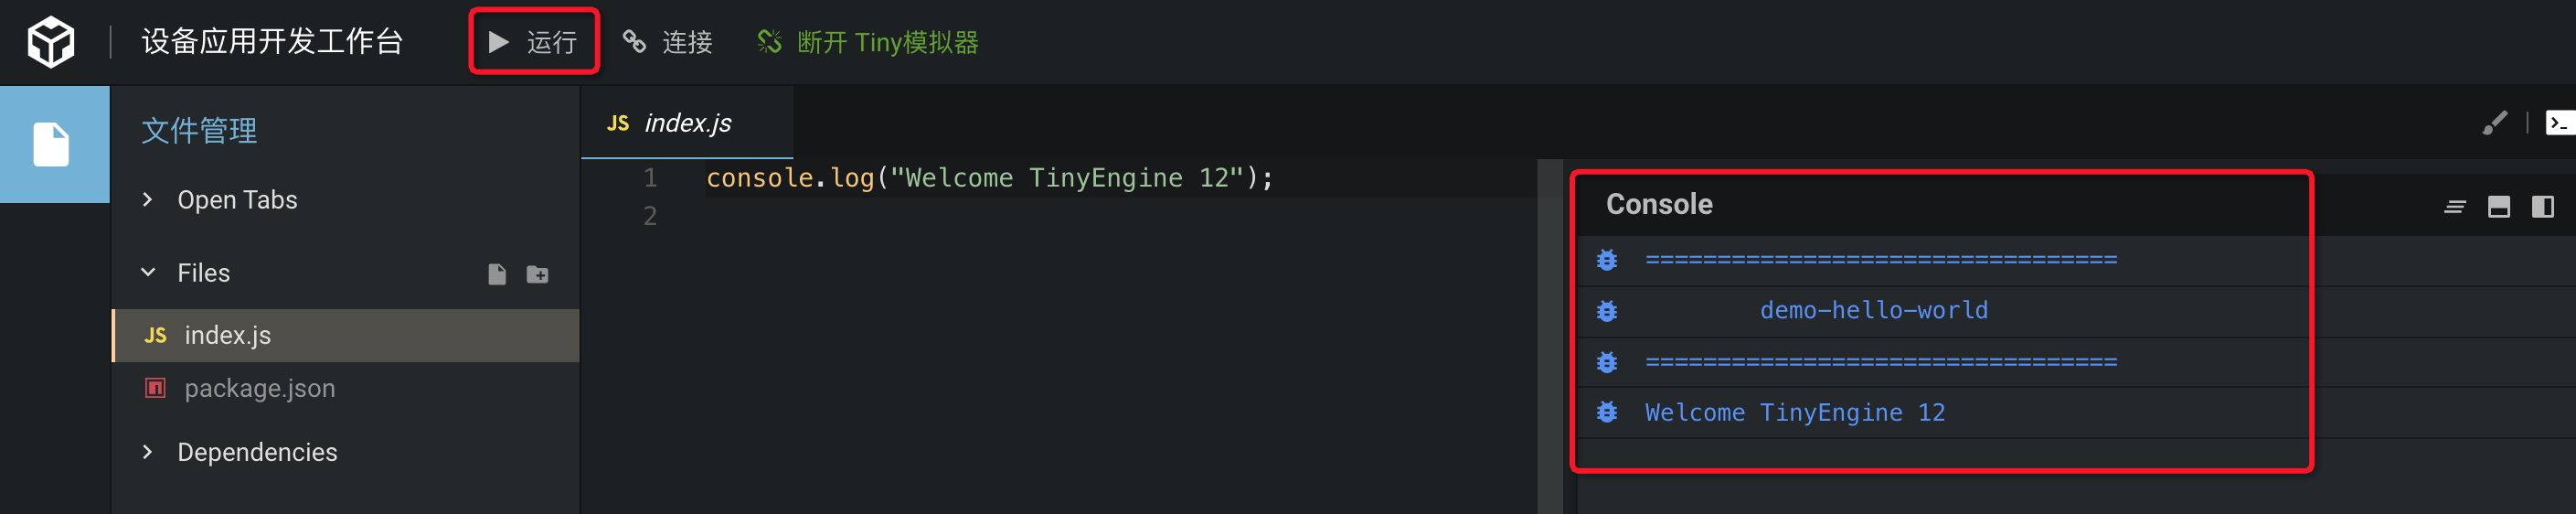 设备应用开发工作台
运行
连接
断开 Tiny模拟器
文件管理
Open Tabs
Files
JS index.js
package.json
Dependencies
JS index.js
1 console.log("Welcome TinyEngine 12");
2
Console
=================================
demo-hello-world
=================================
Welcome TinyEngine 12